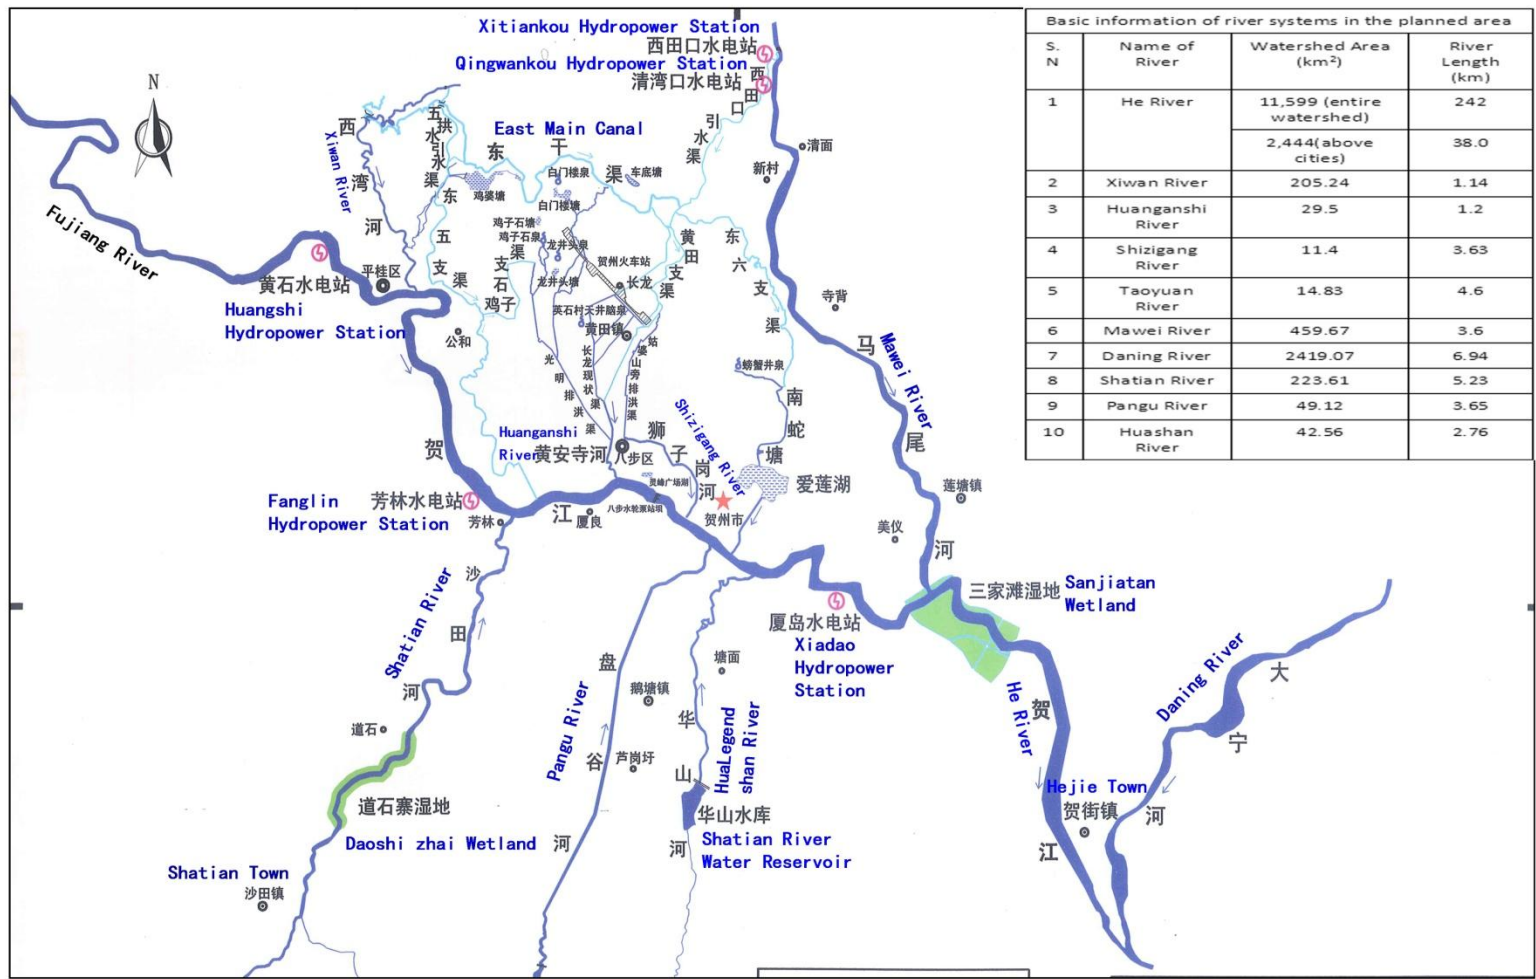 Xitiankou Hydropower Station
西田口水电站
Qingwankou Hydropower Station
清湾口水电站
西田口引水渠
N
西湾河
Xiwan River
五拱水引水渠
East Main Canal
东干渠
清面
新村
白门楼泉
车底塘
鸡婆塘
白门楼塘
东五支渠
鸡子石塘
鸡子石泉
龙井头泉
贺州火车站
黄田支渠
东六支渠
Fujiang River
黄石水电站
平桂区
Huangshi
Hydropower Station
渠支石鸡子
龙井头塘
长龙
寺背
英石村天井脑泉
黄田镇
公和
光明排洪渠
长龙现状渠
姑婆山旁排洪渠
螃蟹井泉
马尾河
Mawei River
南蛇塘
Huanganshi
River
黄安寺河
八步区
狮子岗河
Shizigang River
爱莲湖
莲塘镇
贺江
Fanglin
Hydropower Station
芳林水电站
芳林
厦良
灵峰广场湖
八步水轮泵站坝
贺州市
美仪
三家滩湿地
Sanjiatan
Wetland
厦岛水电站
Xiadao
Hydropower
Station
沙田河
Shatian River
道石
道石寨湿地
Daoshi zhai Wetland
Shatian Town
沙田镇
盘谷河
Pangu River
鹅塘镇
芦岗圩
塘面
华山河
HuaLegend
shan River
华山水库
Shatian River
Water Reservoir
He River
贺江
Hejie Town
贺街镇
Daning River
大宁河
Basic information of river systems in the planned area
S. N Name of River Watershed Area (km²) River Length (km)
1 He River 11,599 (entire watershed) 242
2,444(above cities) 38.0
2 Xiwan River 205.24 1.14
3 Huanganshi River 29.5 1.2
4 Shizigang River 11.4 3.63
5 Taoyuan River 14.83 4.6
6 Mawei River 459.67 3.6
7 Daning River 2419.07 6.94
8 Shatian River 223.61 5.23
9 Pangu River 49.12 3.65
10 Huashan River 42.56 2.76